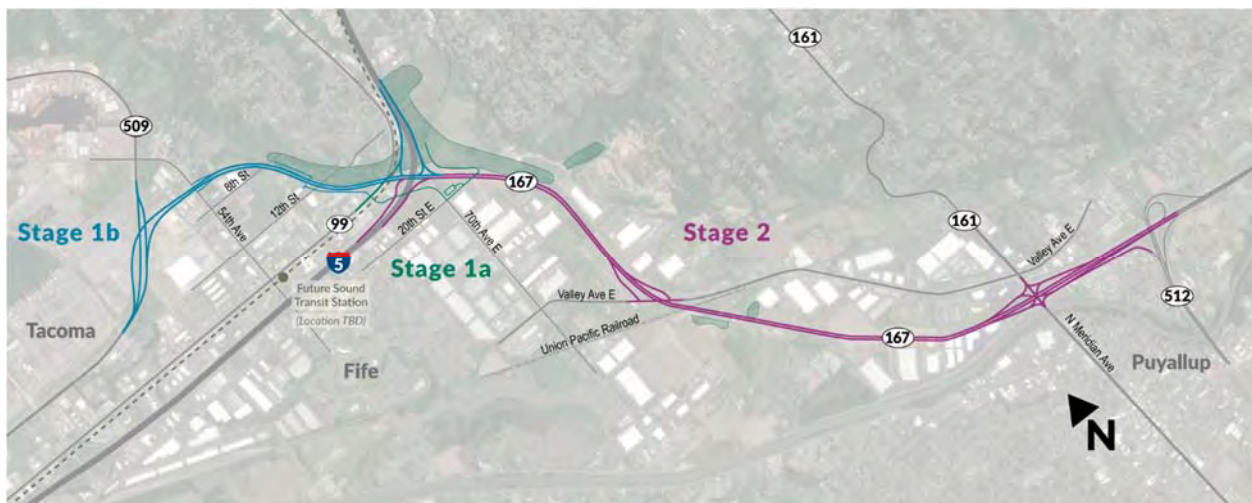 161
509
8th St
12th St
54th Ave
Stage 1b
99
5
20th St E
70th Ave E
Stage 1a
167
Stage 2
161
Valley Ave E
512
Future Sound
Transit Station
(Location TBD)
Valley Ave E
Union Pacific Railroad
167
N Meridian Ave
Tacoma
Fife
Puyallup
N